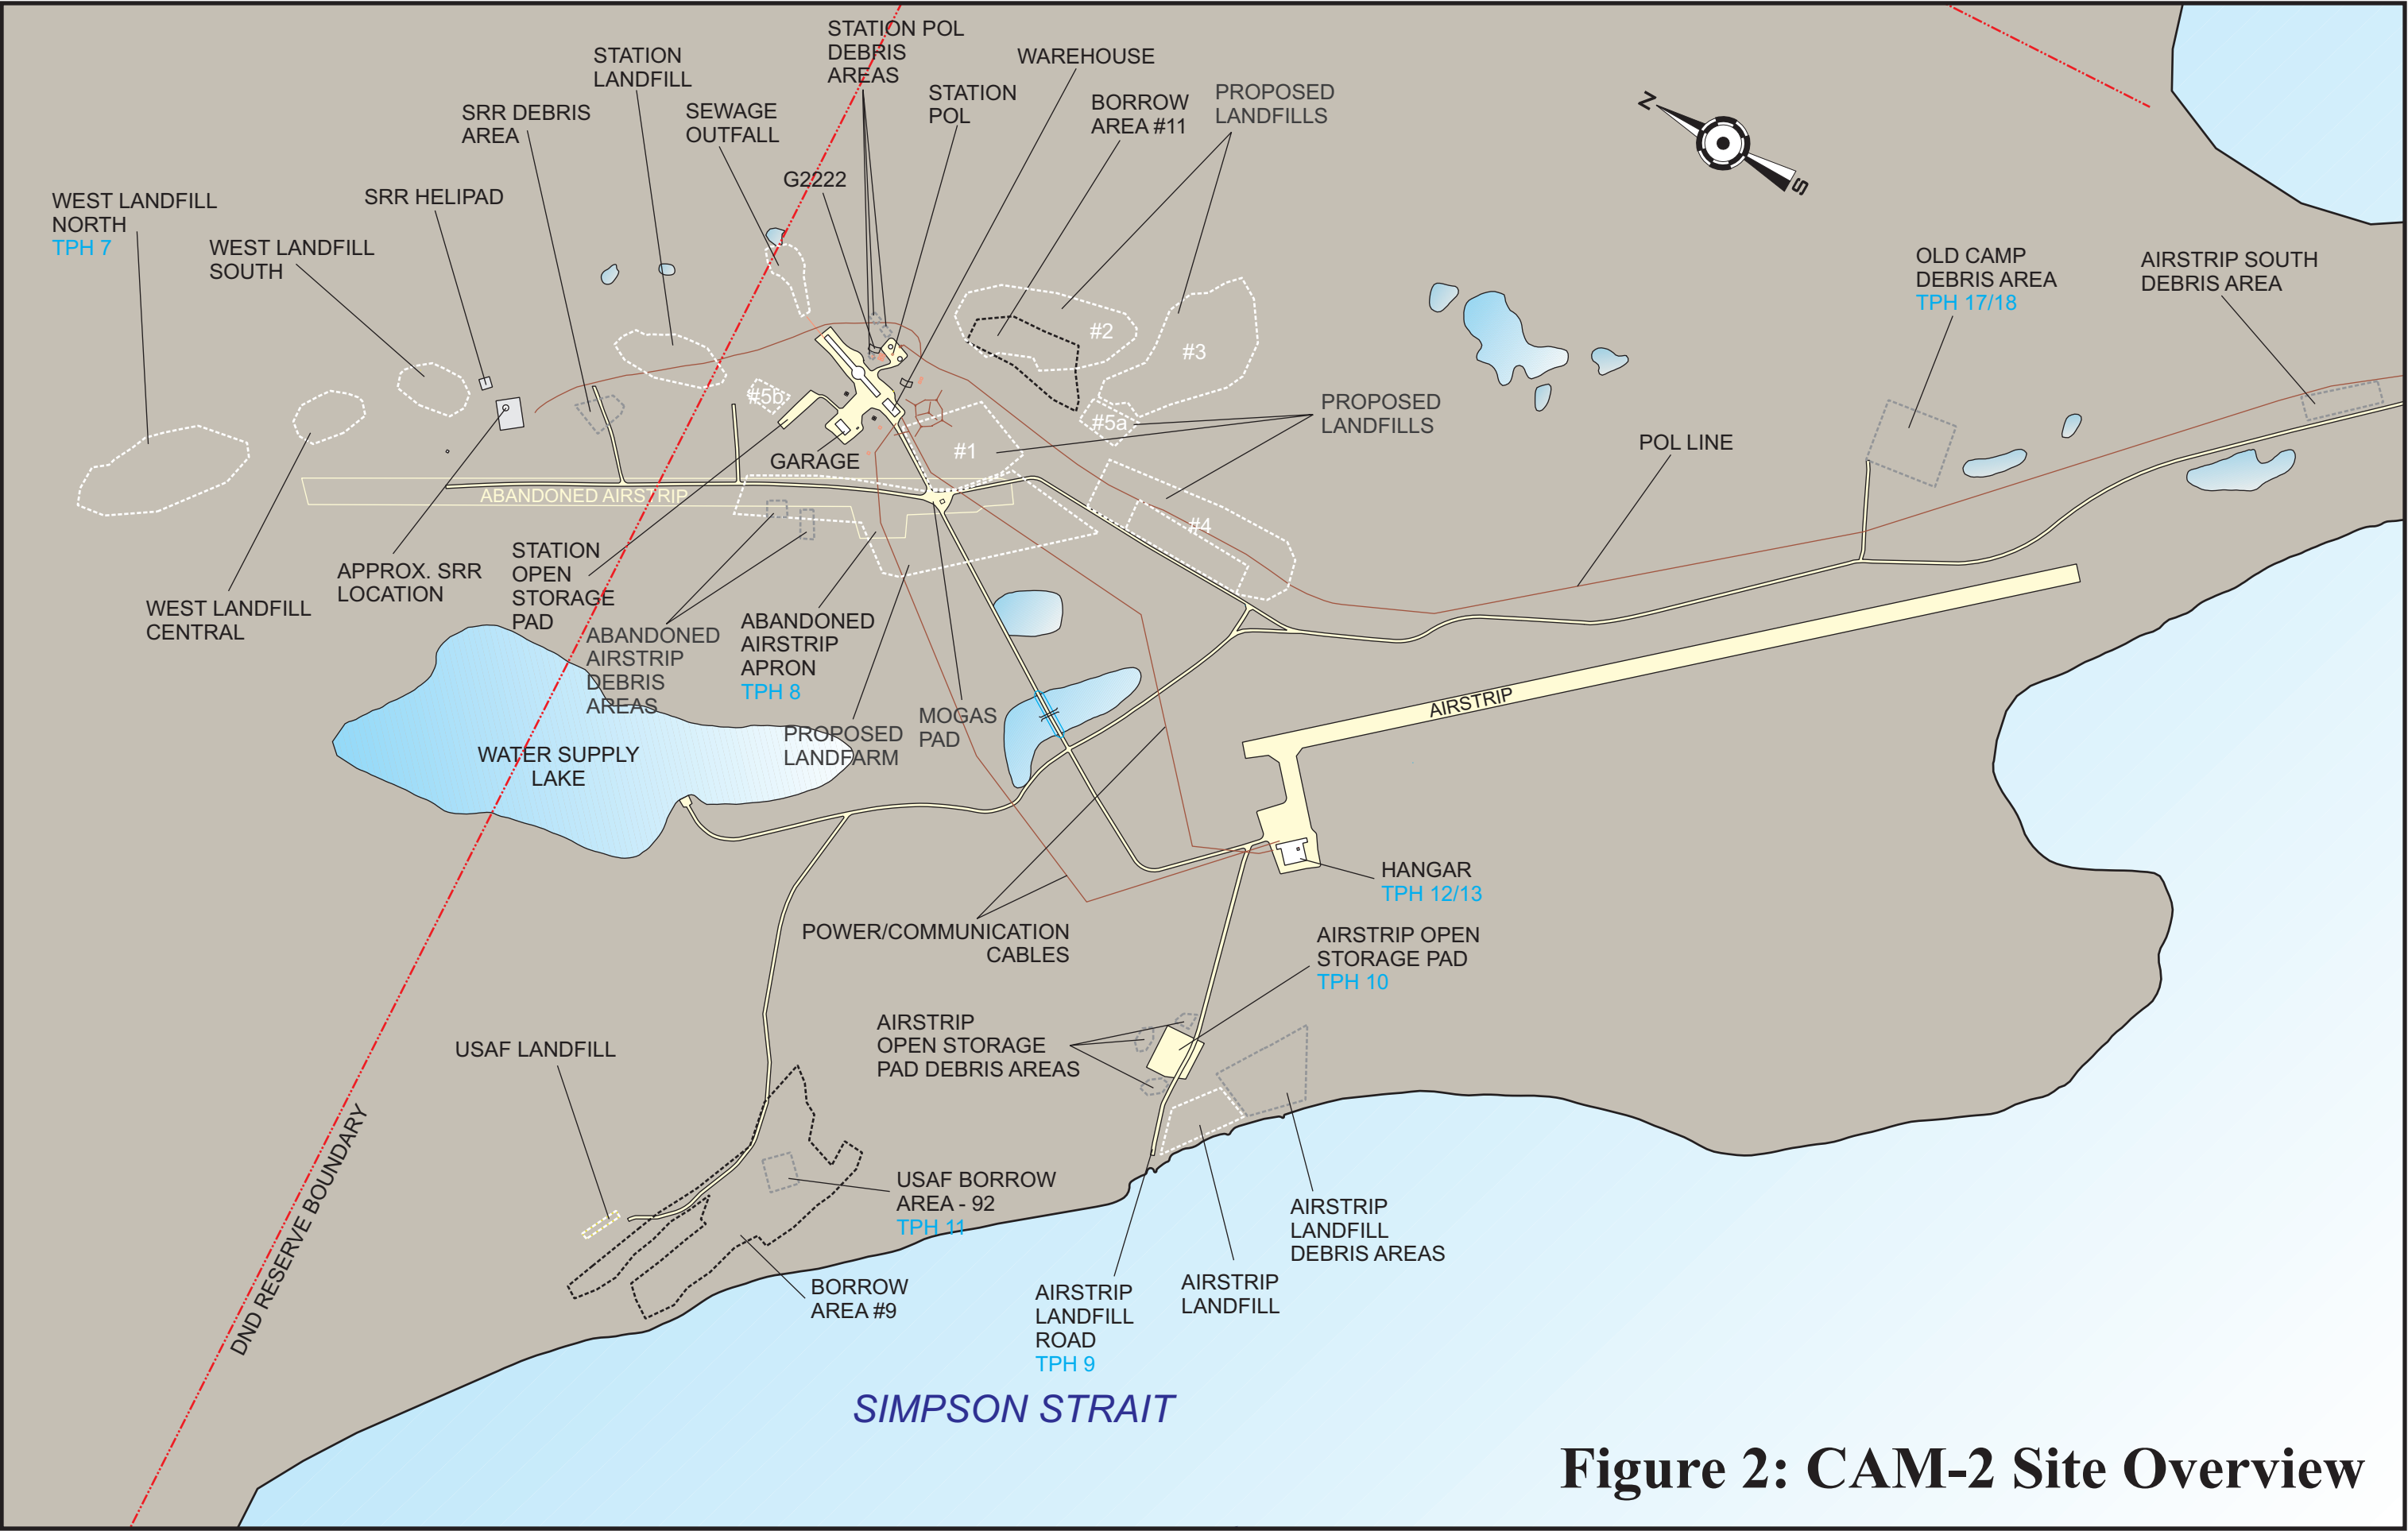 STATION POL
DEBRIS
AREAS
STATION
LANDFILL
WAREHOUSE
SRR DEBRIS
AREA
SEWAGE
OUTFALL
STATION
POL
BORROW
AREA #11
PROPOSED
LANDFILLS
N
S
G2222
WEST LANDFILL
NORTH
TPH 7
SRR HELIPAD
WEST LANDFILL
SOUTH
OLD CAMP
DEBRIS AREA
TPH 17/18
AIRSTRIP SOUTH
DEBRIS AREA
#2
#3
#5b
#5a
#1
#4
PROPOSED
LANDFILLS
POL LINE
GARAGE
ABANDONED AIRSTRIP
APPROX. SRR
LOCATION
STATION
OPEN
STORAGE
PAD
WEST LANDFILL
CENTRAL
ABANDONED
AIRSTRIP
DEBRIS
AREAS
ABANDONED
AIRSTRIP
APRON
TPH 8
MOGAS
PAD
PROPOSED
LANDFARM
AIRSTRIP
WATER SUPPLY
LAKE
HANGAR
TPH 12/13
POWER/COMMUNICATION
CABLES
AIRSTRIP OPEN
STORAGE PAD
TPH 10
AIRSTRIP
OPEN STORAGE
PAD DEBRIS AREAS
USAF LANDFILL
DND RESERVE BOUNDARY
USAF BORROW
AREA - 92
TPH 11
BORROW
AREA #9
AIRSTRIP
LANDFILL
DEBRIS AREAS
AIRSTRIP
LANDFILL
AIRSTRIP
LANDFILL
ROAD
TPH 9
SIMPSON STRAIT
Figure 2: CAM-2 Site Overview